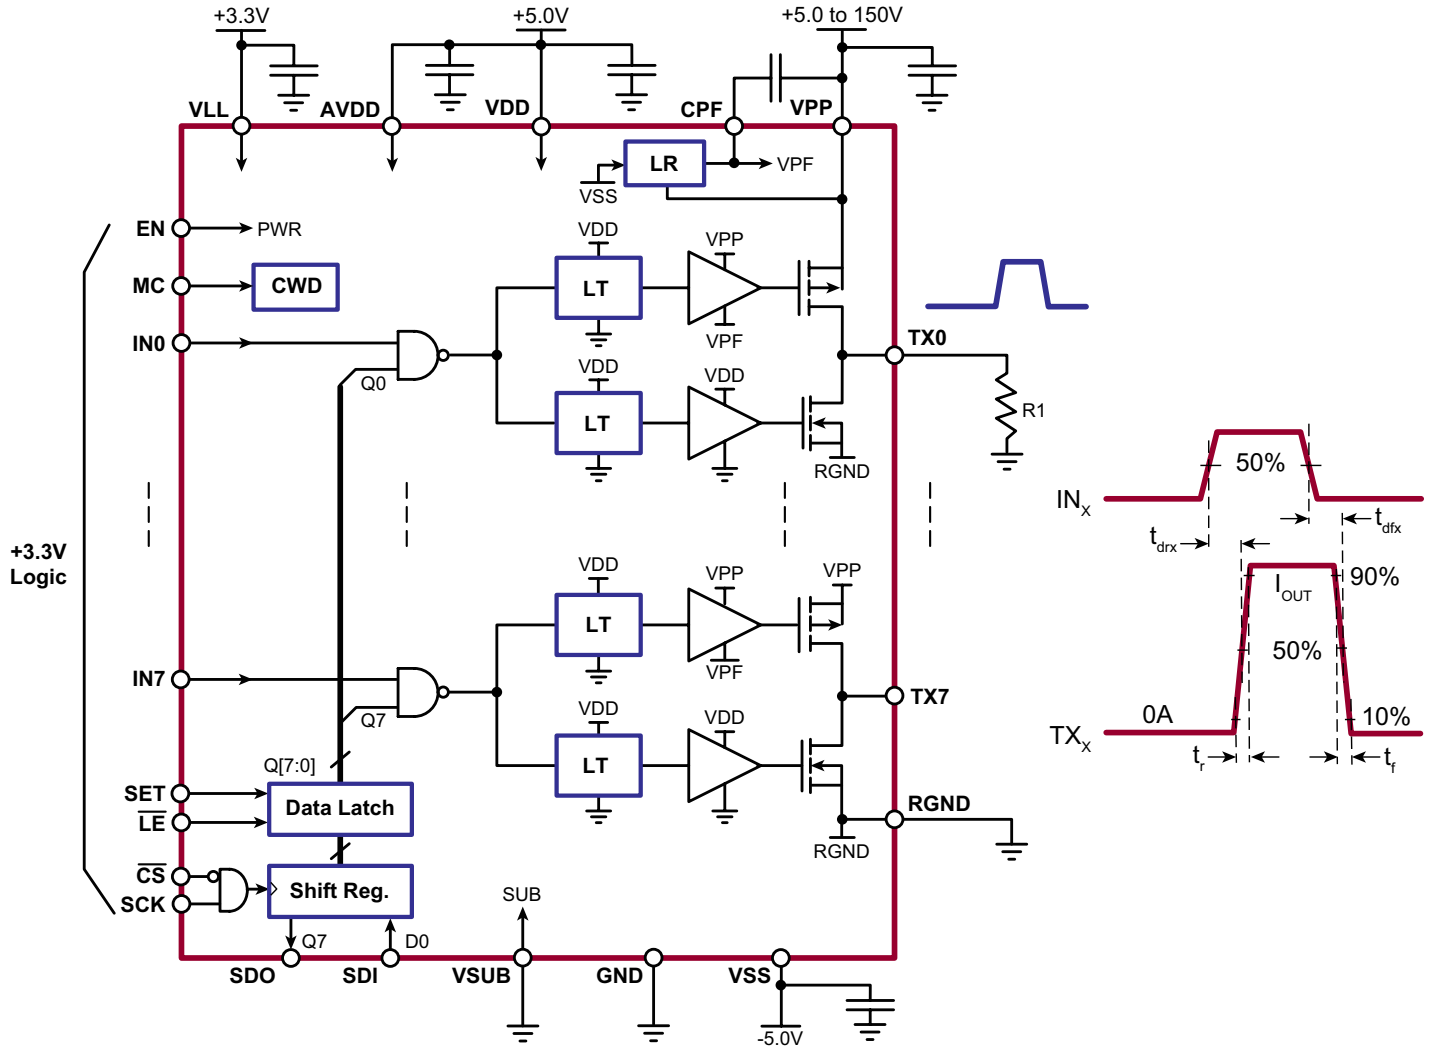 +3.3V
+5.0V
+5.0 to 150V
VLL
AVDD
VDD
CPF
VPP
LR
VPF
VSS
EN
PWR
MC
CWD
IN0
Q0
VDD
LT
VPP
VPF
VDD
LT
VDD
RGND
TX0
R1
+3.3V
Logic
VDD
LT
VPP
VPF
VPP
IN7
Q7
VDD
LT
VDD
TX7
Q[7:0]
SET
LE
Data Latch
RGND
RGND
CS
SCK
Shift Reg.
Q7
D0
SUB
SDO
SDI
VSUB
GND
VSS
-5.0V
INX
50%
tdrx
tdfx
IOUT
90%
50%
0A
10%
TXX
tr
tf